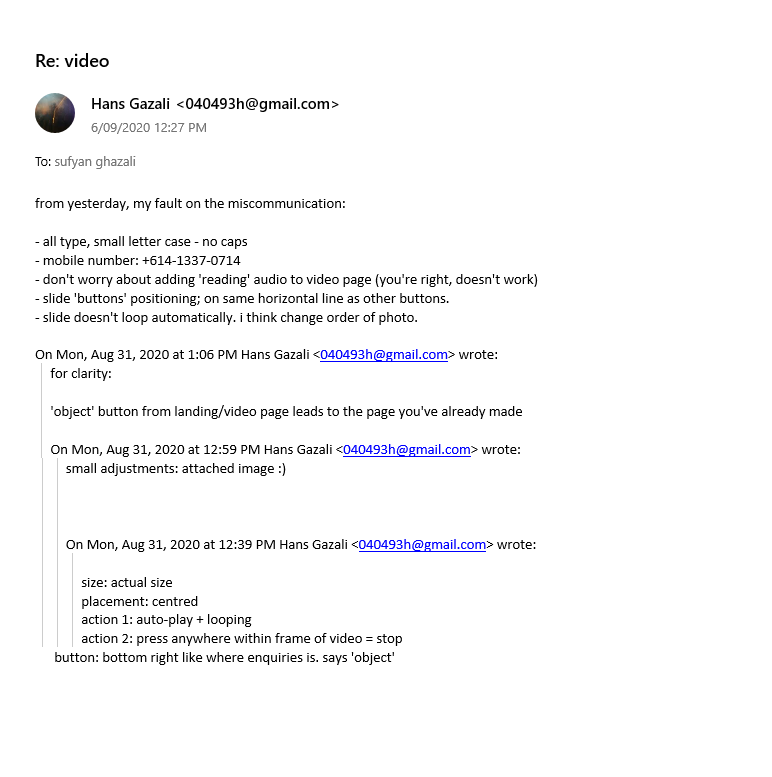 Re: video
Hans Gazali <040493h@gmail.com>
6/09/2020 12:27 PM
To: sufyan ghazali
from yesterday, my fault on the miscommunication:
- all type, small letter case - no caps
- mobile number: +614-1337-0714
- don't worry about adding 'reading' audio to video page (you're right, doesn't work)
- slide 'buttons' positioning; on same horizontal line as other buttons.
- slide doesn't loop automatically. i think change order of photo.
On Mon, Aug 31, 2020 at 1:06 PM Hans Gazali <040493h@gmail.com> wrote:
for clarity:
'object' button from landing/video page leads to the page you've already made
On Mon, Aug 31, 2020 at 12:59 PM Hans Gazali <040493h@gmail.com> wrote:
small adjustments: attached image :)
On Mon, Aug 31, 2020 at 12:39 PM Hans Gazali <040493h@gmail.com> wrote:
size: actual size
placement: centred
action 1: auto-play + looping
action 2: press anywhere within frame of video = stop
button: bottom right like where enquiries is. says 'object'